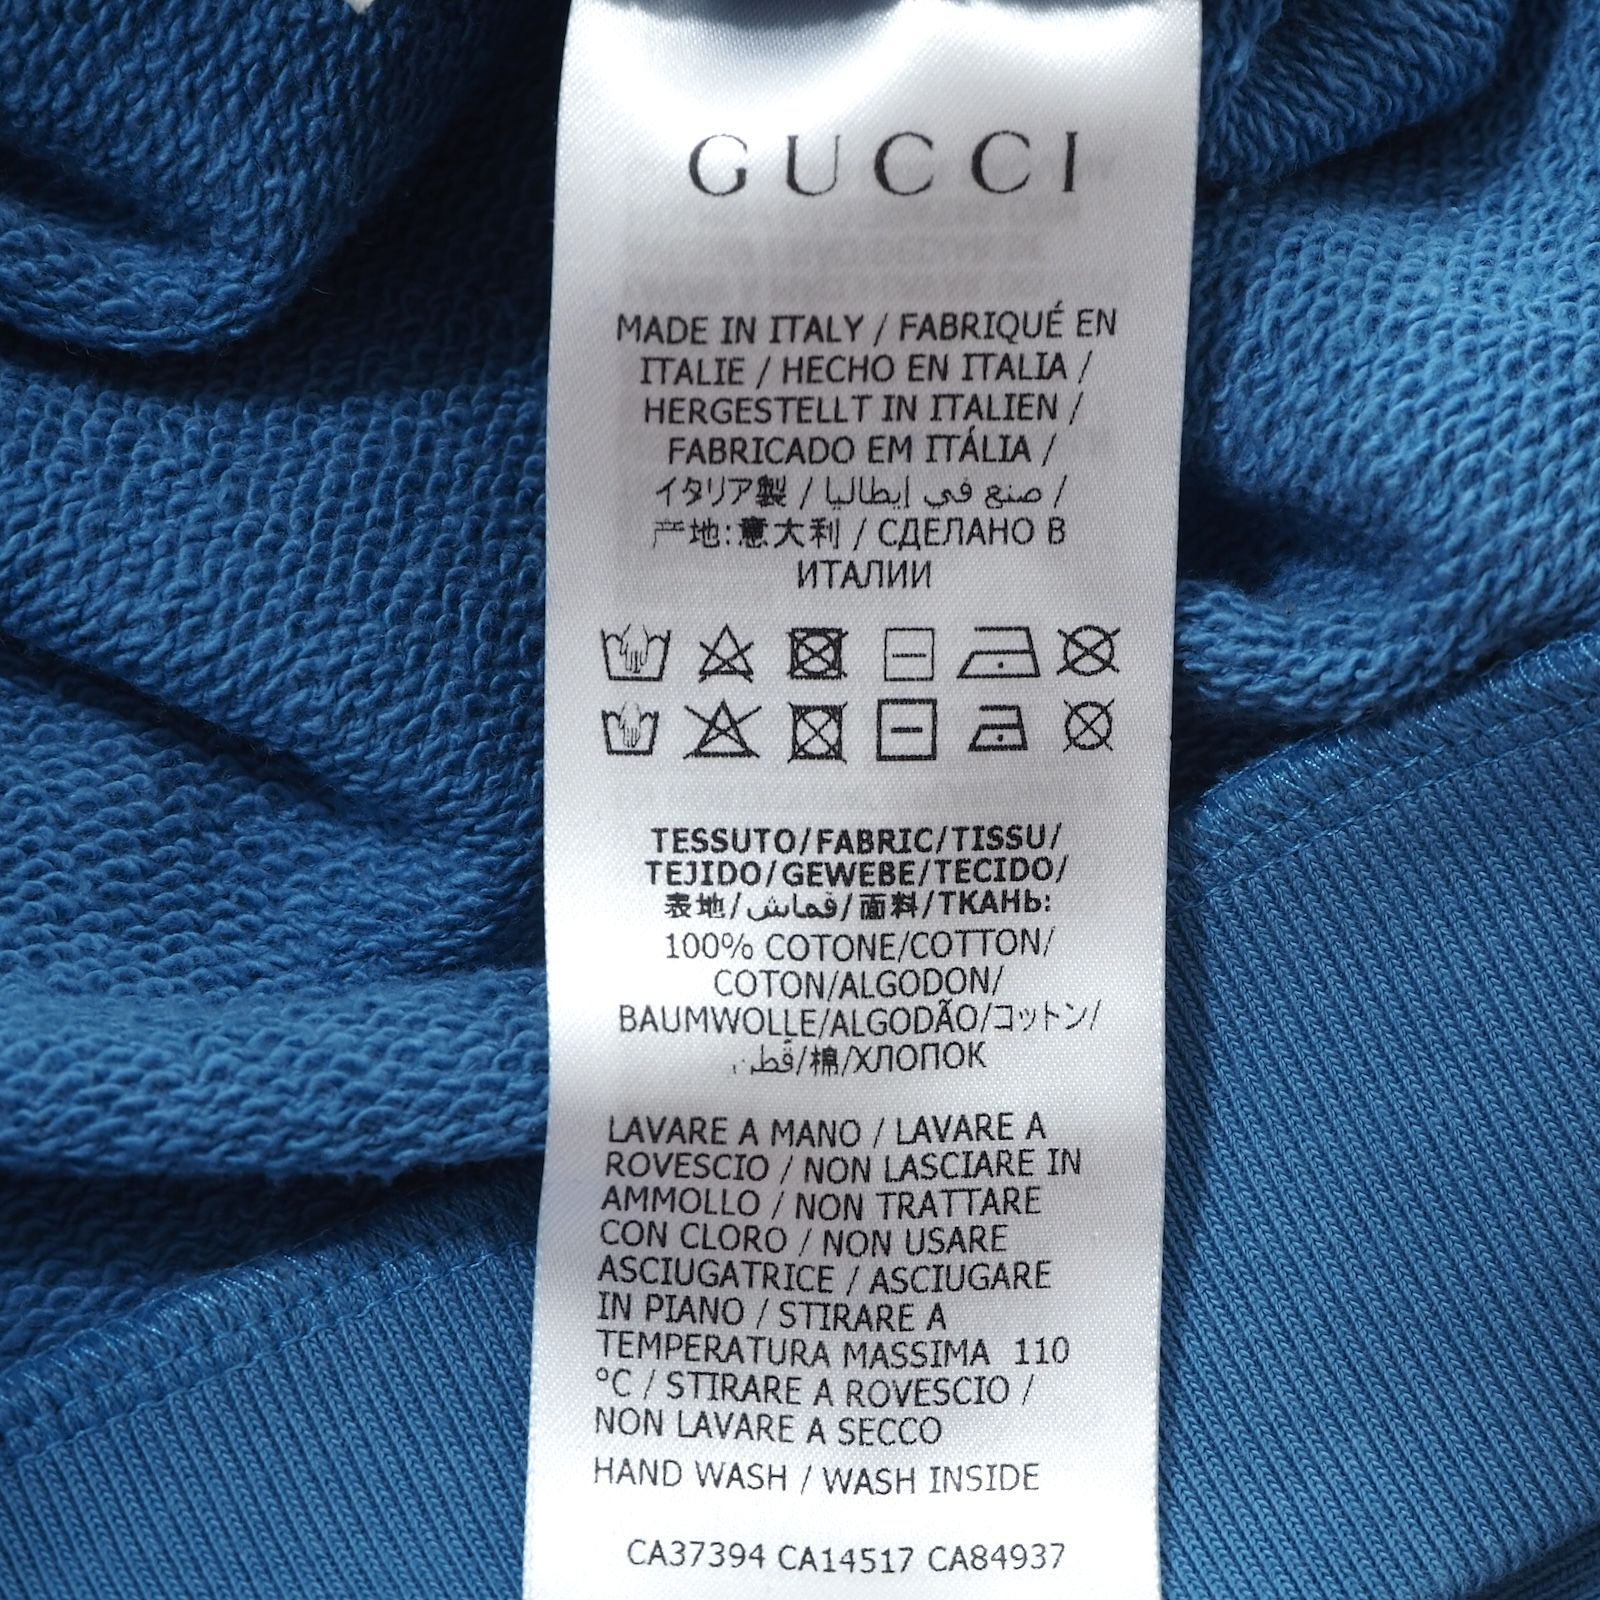 GUCCI
MADE IN ITALY / FABRIQUÉ EN
ITALIE / HECHO EN ITALIA /
HERGESTELLT IN ITALIEN /
FABRICADO EM ITÁLIA /
イタリア製 / صنع في إيطاليا /
产地:意大利 / СДЕЛАНО В
ИТАЛИИ
TESSUTO/FABRIC/TISSU/
TEJIDO/GEWEBE/TECIDO/
表地/قماش/面料/ТКАНЬ:
100% COTONE/COTTON/
COTON/ALGODON/
BAUMWOLLE/ALGODÃO/コットン/
قطن/棉/ХЛОПОК
LAVARE A MANO / LAVARE A
ROVESCIO / NON LASCIARE IN
AMMOLLO / NON TRATTARE
CON CLORO / NON USARE
ASCIUGATRICE / ASCIUGARE
IN PIANO / STIRARE A
TEMPERATURA MASSIMA 110
°C / STIRARE A ROVESCIO /
NON LAVARE A SECCO
HAND WASH / WASH INSIDE
CA37394 CA14517 CA84937